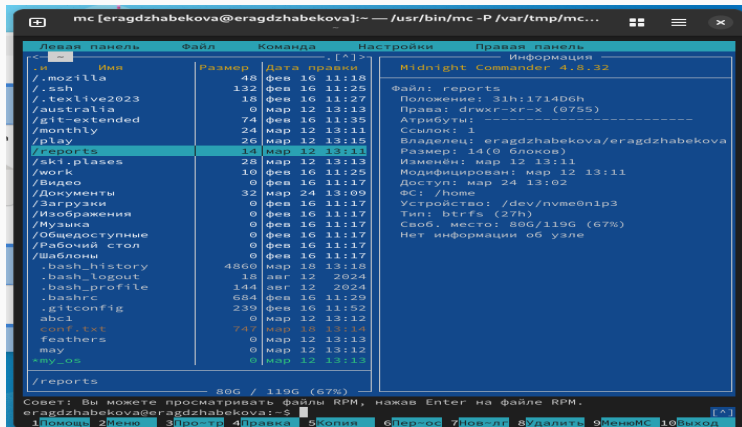 mc [eragdzhabekova@eragdzhabekova]:~ — /usr/bin/mc -P /var/tmp/mc...
Левая панель Файл Команда Настройки Правая панель
<— ~ .[^]>
.и Имя Размер Дата правки
/.mozilla 48 фев 16 11:18
/.ssh 132 фев 16 11:25
/.texlive2023 18 фев 16 11:27
/australia 0 мар 12 13:13
/git-extended 74 фев 16 11:35
/monthly 24 мар 12 13:11
/play 26 мар 12 13:15
/reports 14 мар 12 13:11
/ski.plases 28 мар 12 13:13
/work 10 фев 16 11:25
/Видео 0 фев 16 11:17
/Документы 32 мар 24 13:09
/Загрузки 0 фев 16 11:17
/Изображения 0 фев 16 11:17
/Музыка 0 фев 16 11:17
/Общедоступные 0 фев 16 11:17
/Рабочий стол 0 фев 16 11:17
/Шаблоны 0 фев 16 11:17
.bash_history 4860 мар 18 13:18
.bash_logout 18 авг 12 2024
.bash_profile 144 авг 12 2024
.bashrc 684 фев 16 11:29
.gitconfig 239 фев 16 11:52
abc1 0 мар 12 13:12
conf.txt 747 мар 18 13:14
feathers 0 мар 12 13:13
may 0 мар 12 13:12
*my_os 0 мар 12 13:13
/reports
80G / 119G (67%)
Информация
Midnight Commander 4.8.32
Файл: reports
Положение: 31h:1714D6h
Права: drwxr-xr-x (0755)
Атрибуты: ----------------------
Ссылок: 1
Владелец: eragdzhabekova/eragdzhabekova
Размер: 14(0 блоков)
Изменён: мар 12 13:11
Модифицирован: мар 12 13:11
Доступ: мар 24 13:02
ФС: /home
Устройство: /dev/nvme0n1p3
Тип: btrfs (27h)
Своб. место: 80G/119G (67%)
Нет информации об узле
Совет: Вы можете просматривать файлы RPM, нажав Enter на файле RPM.
eragdzhabekova@eragdzhabekova:~$ [^]
1Помощь 2Меню 3Про~тр 4Правка 5Копия 6Пер~ос 7Нов~лг 8Удалить 9МенюMC 10Выход